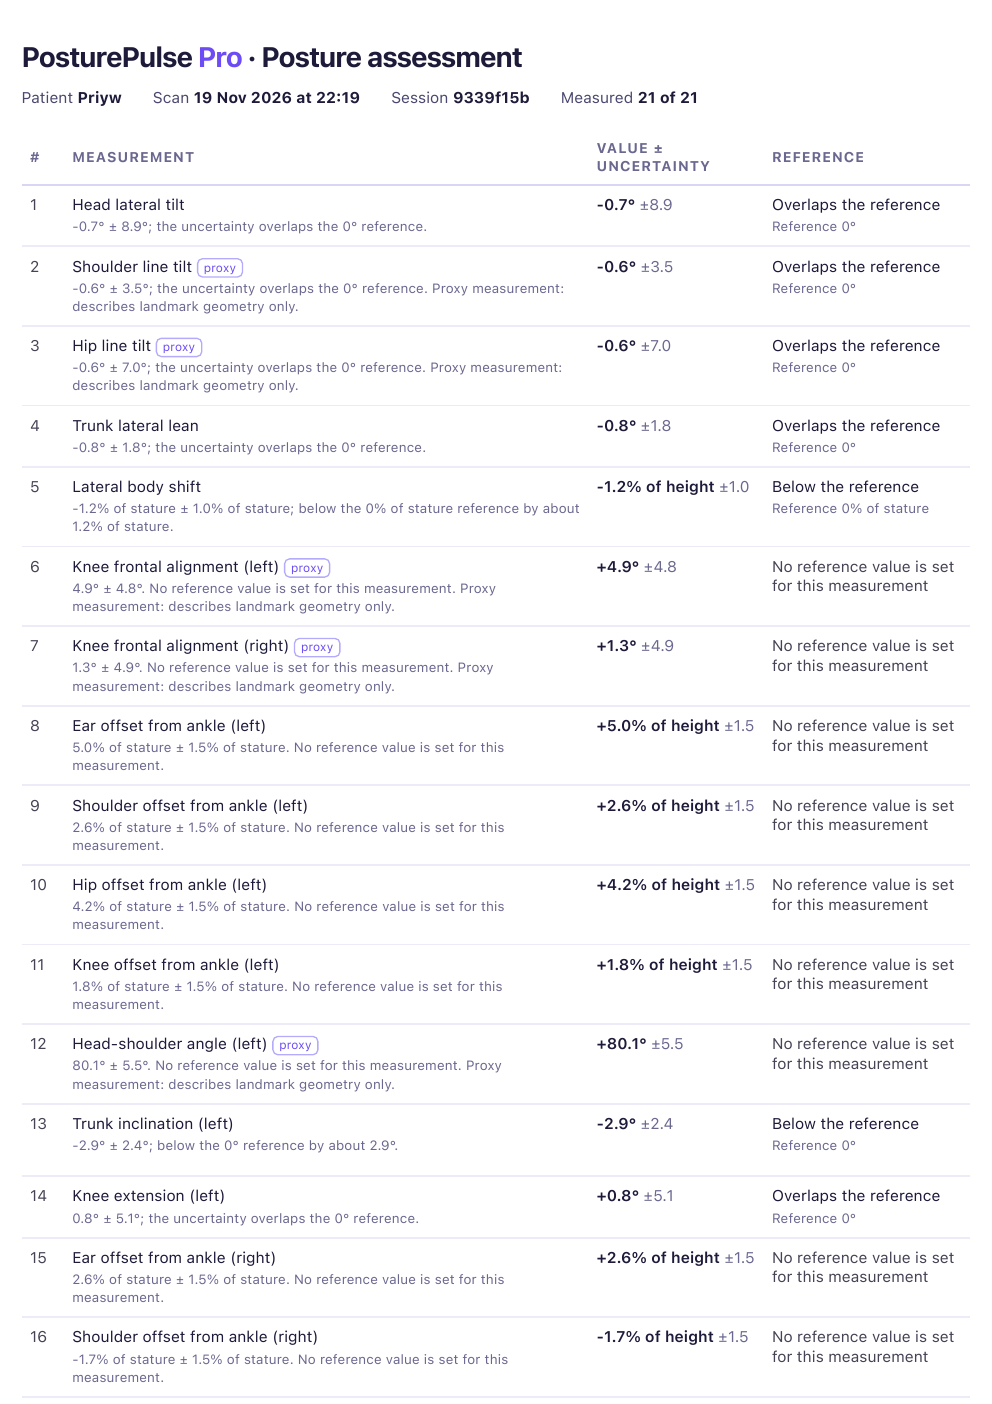 PosturePulse Pro · Posture assessment
Patient Priyw Scan 19 Nov 2026 at 22:19 Session 9339f15b Measured 21 of 21
# MEASUREMENT VALUE ± UNCERTAINTY REFERENCE
1 Head lateral tilt -0.7° ±8.9 Overlaps the reference
-0.7° ± 8.9°; the uncertainty overlaps the 0° reference. Reference 0°
2 Shoulder line tilt proxy -0.6° ±3.5 Overlaps the reference
-0.6° ± 3.5°; the uncertainty overlaps the 0° reference. Proxy measurement: Reference 0°
describes landmark geometry only.
3 Hip line tilt proxy -0.6° ±7.0 Overlaps the reference
-0.6° ± 7.0°; the uncertainty overlaps the 0° reference. Proxy measurement: Reference 0°
describes landmark geometry only.
4 Trunk lateral lean -0.8° ±1.8 Overlaps the reference
-0.8° ± 1.8°; the uncertainty overlaps the 0° reference. Reference 0°
5 Lateral body shift -1.2% of height ±1.0 Below the reference
-1.2% of stature ± 1.0% of stature; below the 0% of stature reference by about Reference 0% of stature
1.2% of stature.
6 Knee frontal alignment (left) proxy +4.9° ±4.8 No reference value is set
4.9° ± 4.8°. No reference value is set for this measurement. Proxy for this measurement
measurement: describes landmark geometry only.
7 Knee frontal alignment (right) proxy +1.3° ±4.9 No reference value is set
1.3° ± 4.9°. No reference value is set for this measurement. Proxy for this measurement
measurement: describes landmark geometry only.
8 Ear offset from ankle (left) +5.0% of height ±1.5 No reference value is set
5.0% of stature ± 1.5% of stature. No reference value is set for this for this measurement
measurement.
9 Shoulder offset from ankle (left) +2.6% of height ±1.5 No reference value is set
2.6% of stature ± 1.5% of stature. No reference value is set for this for this measurement
measurement.
10 Hip offset from ankle (left) +4.2% of height ±1.5 No reference value is set
4.2% of stature ± 1.5% of stature. No reference value is set for this for this measurement
measurement.
11 Knee offset from ankle (left) +1.8% of height ±1.5 No reference value is set
1.8% of stature ± 1.5% of stature. No reference value is set for this for this measurement
measurement.
12 Head-shoulder angle (left) proxy +80.1° ±5.5 No reference value is set
80.1° ± 5.5°. No reference value is set for this measurement. Proxy for this measurement
measurement: describes landmark geometry only.
13 Trunk inclination (left) -2.9° ±2.4 Below the reference
-2.9° ± 2.4°; below the 0° reference by about 2.9°. Reference 0°
14 Knee extension (left) +0.8° ±5.1 Overlaps the reference
0.8° ± 5.1°; the uncertainty overlaps the 0° reference. Reference 0°
15 Ear offset from ankle (right) +2.6% of height ±1.5 No reference value is set
2.6% of stature ± 1.5% of stature. No reference value is set for this for this measurement
measurement.
16 Shoulder offset from ankle (right) -1.7% of height ±1.5 No reference value is set
-1.7% of stature ± 1.5% of stature. No reference value is set for this for this measurement
measurement.